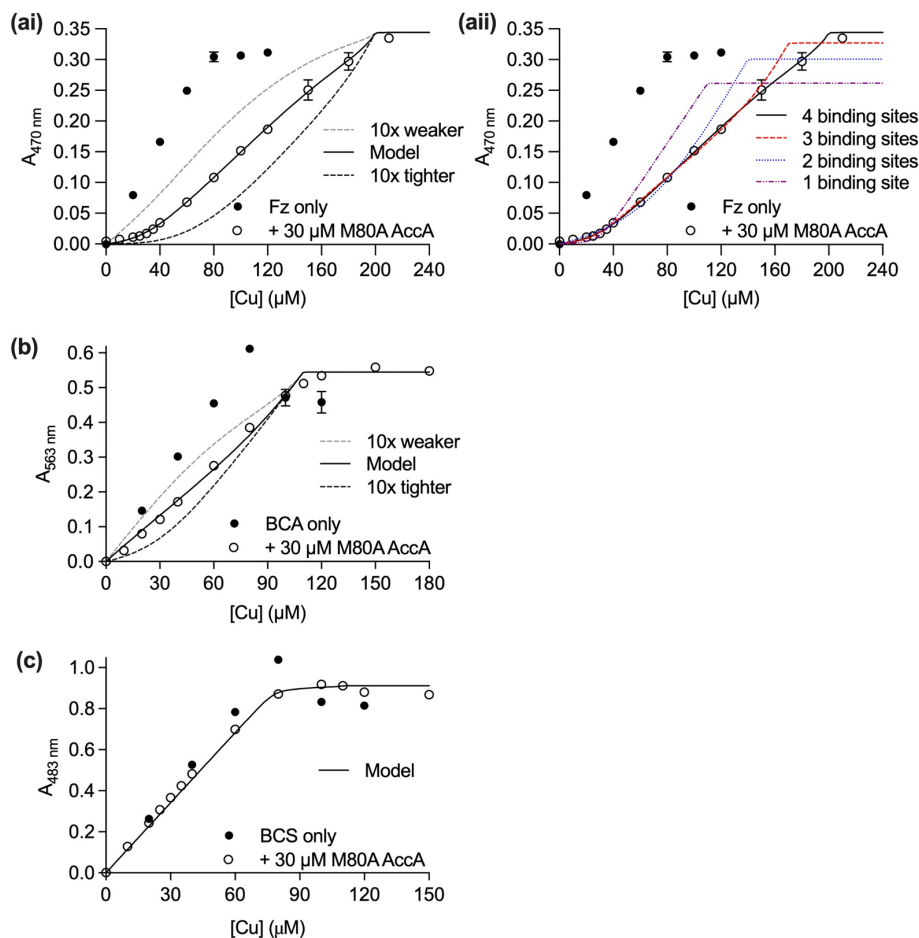 (ai)
0.35
0.30
0.25
0.20
0.15
0.10
0.05
0.00
A470 nm
10x weaker
Model
10x tighter
Fz only
+ 30 µM M80A AccA
0 40 80 120 160 200 240
[Cu] (µM)
(aii)
0.35
0.30
0.25
0.20
0.15
0.10
0.05
0.00
A470 nm
4 binding sites
3 binding sites
2 binding sites
1 binding site
Fz only
+ 30 µM M80A AccA
0 40 80 120 160 200 240
[Cu] (µM)
(b)
0.6
0.5
0.4
0.3
0.2
0.1
0.0
A563 nm
10x weaker
Model
10x tighter
BCA only
+ 30 µM M80A AccA
0 30 60 90 120 150 180
[Cu] (µM)
(c)
1.0
0.8
0.6
0.4
0.2
0.0
A483 nm
Model
BCS only
+ 30 µM M80A AccA
0 30 60 90 120 150
[Cu] (µM)